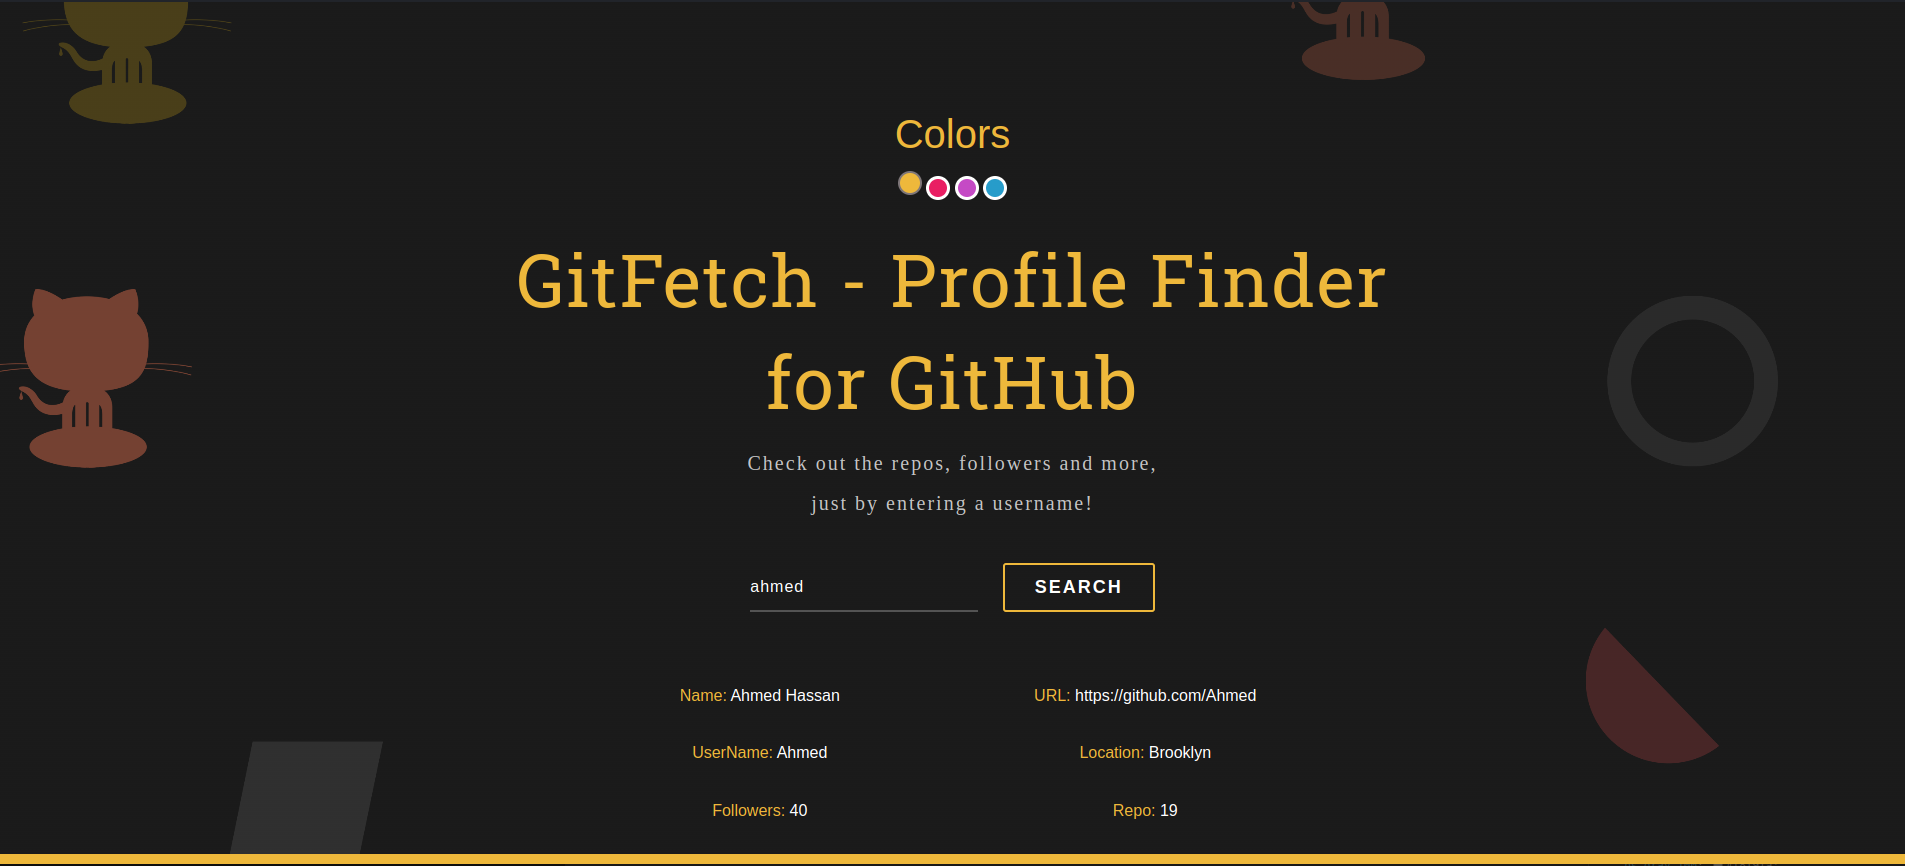 Colors
GitFetch - Profile Finder
for GitHub
Check out the repos, followers and more,
just by entering a username!
ahmed
SEARCH
Name: Ahmed Hassan
URL: https://github.com/Ahmed
UserName: Ahmed
Location: Brooklyn
Followers: 40
Repo: 19